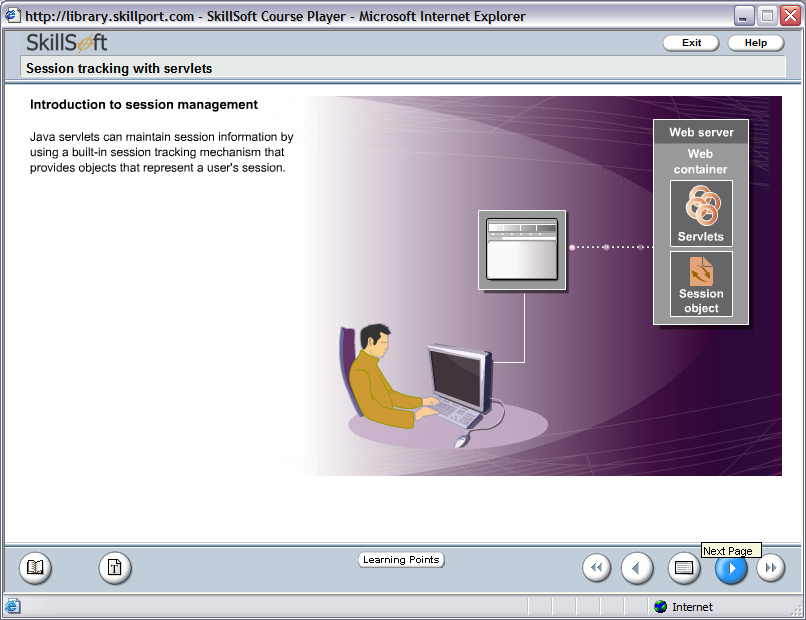 http://library.skillport.com - SkillSoft Course Player - Microsoft Internet Explorer
SkillSoft
Exit
Help
Session tracking with servlets
Introduction to session management
Java servlets can maintain session information by
using a built-in session tracking mechanism that
provides objects that represent a user's session.
Web server
Web
container
Servlets
Session
object
Learning Points
Next Page
T
Internet